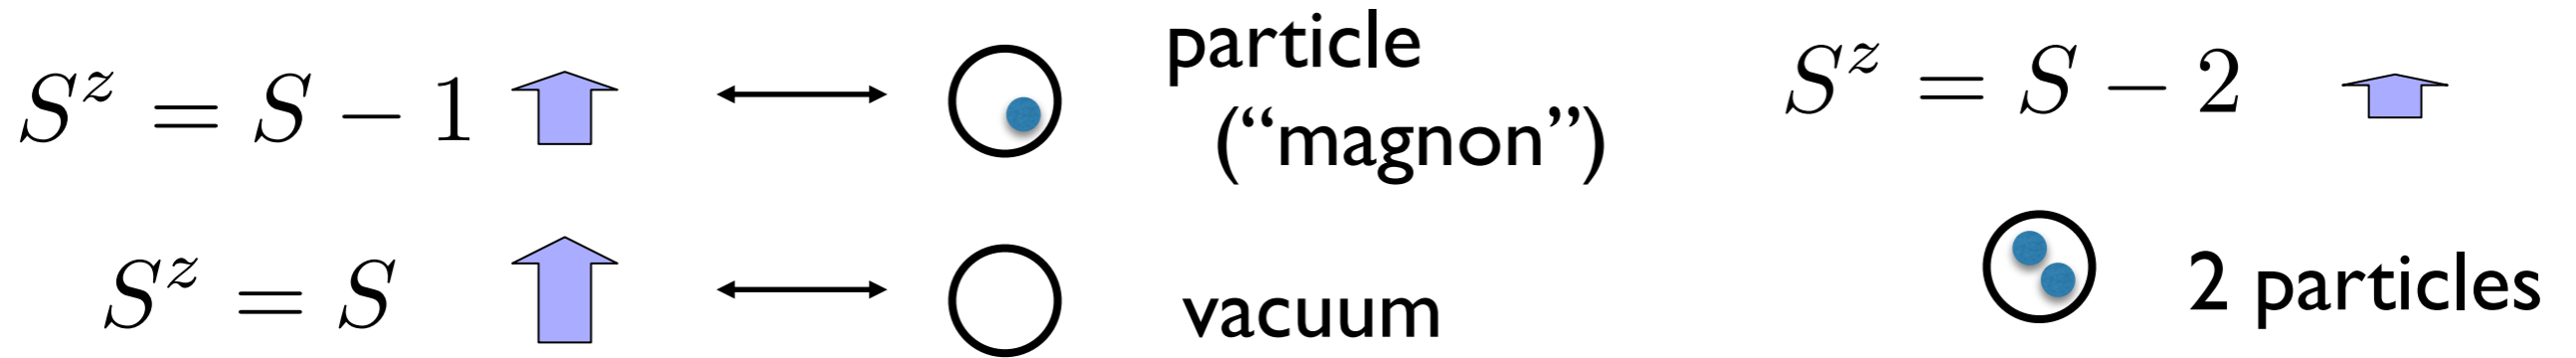 S^z = S − 1
particle
(“magnon”)
S^z = S − 2
S^z = S
vacuum
2 particles